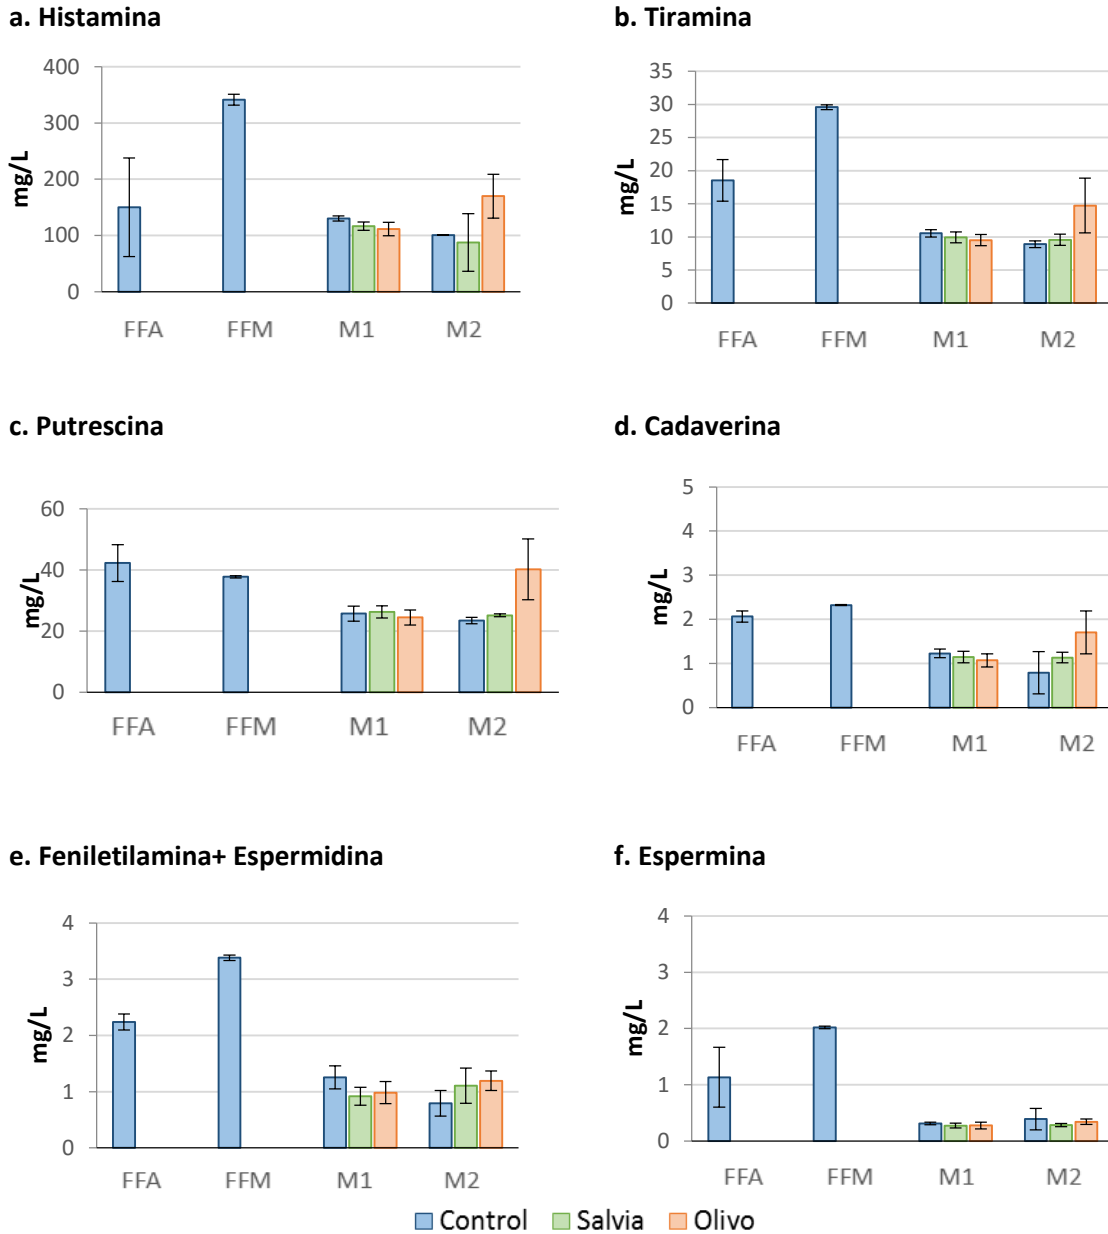 a. Histamina
400
300
200
100
0
mg/L
FFA FFM M1 M2
b. Tiramina
35
30
25
20
15
10
5
0
mg/L
FFA FFM M1 M2
c. Putrescina
60
40
20
0
mg/L
FFA FFM M1 M2
d. Cadaverina
5
4
3
2
1
0
mg/L
FFA FFM M1 M2
e. Feniletilamina+ Espermidina
4
3
2
1
0
mg/L
FFA FFM M1 M2
f. Espermina
4
3
2
1
0
mg/L
FFA FFM M1 M2
Control Salvia Olivo